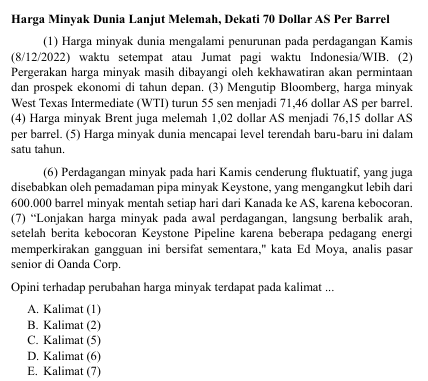 Harga Minyak Dunia Lanjut Melemah, Dekati 70 Dollar AS Per Barrel
(1) Harga minyak dunia mengalami penurunan pada perdagangan Kamis
(8/12/2022) waktu setempat atau Jumat pagi waktu Indonesia/WIB. (2)
Pergerakan harga minyak masih dibayangi oleh kekhawatiran akan permintaan
dan prospek ekonomi di tahun depan. (3) Mengutip Bloomberg, harga minyak
West Texas Intermediate (WTI) turun 55 sen menjadi 71,46 dollar AS per barrel.
(4) Harga minyak Brent juga melemah 1,02 dollar AS menjadi 76,15 dollar AS
per barrel. (5) Harga minyak dunia mencapai level terendah baru-baru ini dalam
satu tahun.
(6) Perdagangan minyak pada hari Kamis cenderung fluktuatif, yang juga
disebabkan oleh pemadaman pipa minyak Keystone, yang mengangkut lebih dari
600.000 barrel minyak mentah setiap hari dari Kanada ke AS, karena kebocoran.
(7) “Lonjakan harga minyak pada awal perdagangan, langsung berbalik arah,
setelah berita kebocoran Keystone Pipeline karena beberapa pedagang energi
memperkirakan gangguan ini bersifat sementara," kata Ed Moya, analis pasar
senior di Oanda Corp.
Opini terhadap perubahan harga minyak terdapat pada kalimat ...
A. Kalimat (1)
B. Kalimat (2)
C. Kalimat (5)
D. Kalimat (6)
E. Kalimat (7)